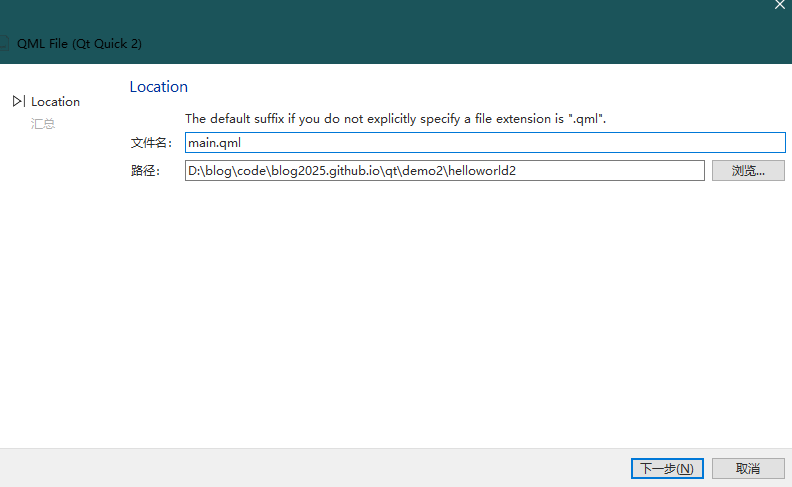 QML File (Qt Quick 2)
Location
Location
汇总
The default suffix if you do not explicitly specify a file extension is ".qml".
文件名： main.qml
路径： D:\blog\code\blog2025.github.io\qt\demo2\helloworld2 浏览...
下一步(N) 取消